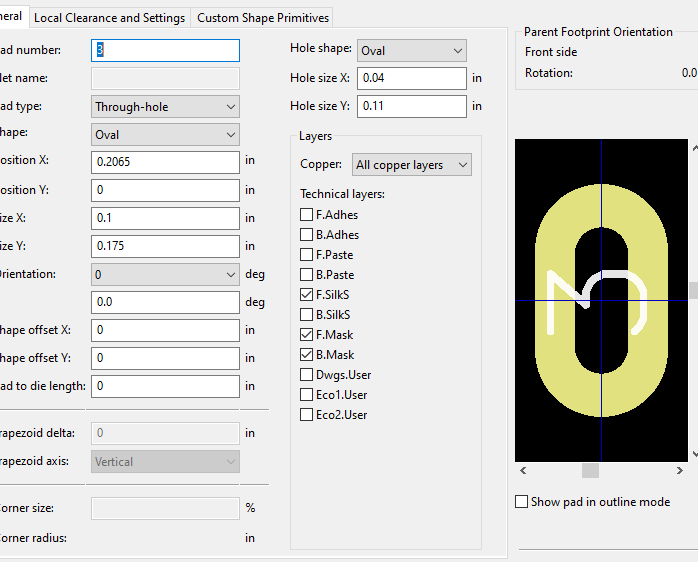 neral Local Clearance and Settings Custom Shape Primitives
ad number: 3
let name:
ad type: Through-hole
hape: Oval
osition X: 0.2065 in
osition Y: 0 in
ize X: 0.1 in
ize Y: 0.175 in
Orientation: 0 deg
0.0 deg
hape offset X: 0 in
hape offset Y: 0 in
ad to die length: 0 in
rapezoid delta: 0 in
rapezoid axis: Vertical
orner size: %
orner radius: in
Hole shape: Oval
Hole size X: 0.04 in
Hole size Y: 0.11 in
Layers
Copper: All copper layers
Technical layers:
F.Adhes
B.Adhes
F.Paste
B.Paste
F.SilkS
B.SilkS
F.Mask
B.Mask
Dwgs.User
Eco1.User
Eco2.User
Parent Footprint Orientation
Front side
Rotation: 0.0
Show pad in outline mode